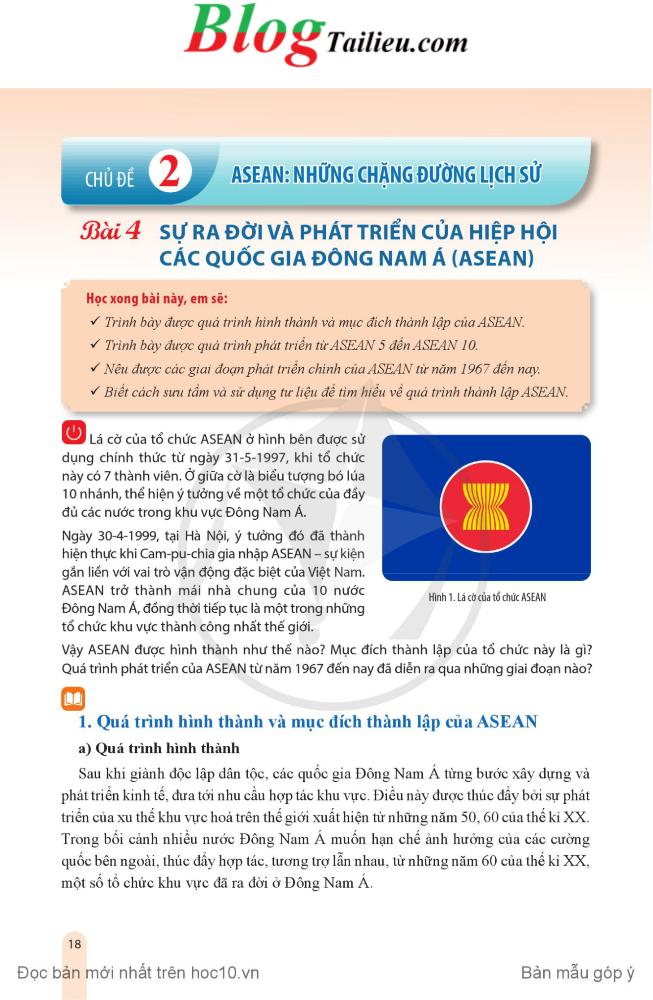 Blog Tailieu.com
CHỦ ĐỀ 2 ASEAN: NHỮNG CHẶNG ĐƯỜNG LỊCH SỬ
Bài 4 SỰ RA ĐỜI VÀ PHÁT TRIỂN CỦA HIỆP HỘI
CÁC QUỐC GIA ĐÔNG NAM Á (ASEAN)
Học xong bài này, em sẽ:
✓ Trình bày được quá trình hình thành và mục đích thành lập của ASEAN.
✓ Trình bày được quá trình phát triển từ ASEAN 5 đến ASEAN 10.
✓ Nêu được các giai đoạn phát triển chính của ASEAN từ năm 1967 đến nay.
✓ Biết cách sưu tầm và sử dụng tư liệu để tìm hiểu về quá trình thành lập ASEAN.
Lá cờ của tổ chức ASEAN ở hình bên được sử
dụng chính thức từ ngày 31-5-1997, khi tổ chức
này có 7 thành viên. Ở giữa cờ là biểu tượng bó lúa
10 nhánh, thể hiện ý tưởng về một tổ chức của đầy
đủ các nước trong khu vực Đông Nam Á.
Ngày 30-4-1999, tại Hà Nội, ý tưởng đó đã thành
hiện thực khi Cam-pu-chia gia nhập ASEAN – sự kiện
gắn liền với vai trò vận động đặc biệt của Việt Nam.
ASEAN trở thành mái nhà chung của 10 nước
Đông Nam Á, đồng thời tiếp tục là một trong những
tổ chức khu vực thành công nhất thế giới.
Hình 1. Lá cờ của tổ chức ASEAN
Vậy ASEAN được hình thành như thế nào? Mục đích thành lập của tổ chức này là gì?
Quá trình phát triển của ASEAN từ năm 1967 đến nay đã diễn ra qua những giai đoạn nào?
1. Quá trình hình thành và mục đích thành lập của ASEAN
a) Quá trình hình thành
Sau khi giành độc lập dân tộc, các quốc gia Đông Nam Á từng bước xây dựng và
phát triển kinh tế, đưa tới nhu cầu hợp tác khu vực. Điều này được thúc đẩy bởi sự phát
triển của xu thế khu vực hoá trên thế giới xuất hiện từ những năm 50, 60 của thế kỉ XX.
Trong bối cảnh nhiều nước Đông Nam Á muốn hạn chế ảnh hưởng của các cường
quốc bên ngoài, thúc đẩy hợp tác, tương trợ lẫn nhau, từ những năm 60 của thế kỉ XX,
một số tổ chức khu vực đã ra đời ở Đông Nam Á.
18
Đọc bản mới nhất trên hoc10.vn
Bản mẫu góp ý